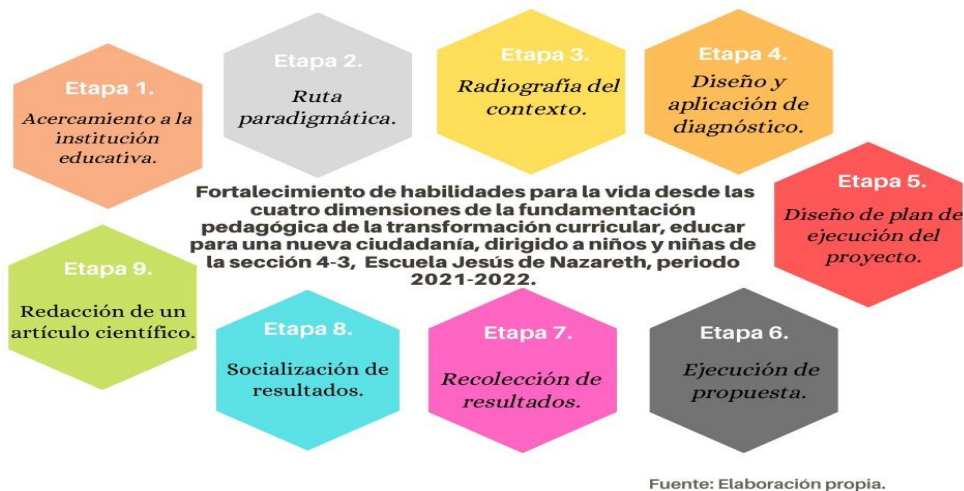 Etapa 1.
Acercamiento a la
institución
educativa.
Etapa 2.
Ruta
paradigmática.
Etapa 3.
Radiografía del
contexto.
Etapa 4.
Diseño y
aplicación de
diagnóstico.
Etapa 5.
Diseño de plan de
ejecución del
proyecto.
Fortalecimiento de habilidades para la vida desde las
cuatro dimensiones de la fundamentación
pedagógica de la transformación curricular, educar
para una nueva ciudadanía, dirigido a niños y niñas de
la sección 4-3, Escuela Jesús de Nazareth, periodo
2021-2022.
Etapa 6.
Ejecución de
propuesta.
Etapa 7.
Recolección de
resultados.
Etapa 8.
Socialización de
resultados.
Etapa 9.
Redacción de un
artículo científico.
Fuente: Elaboración propia.